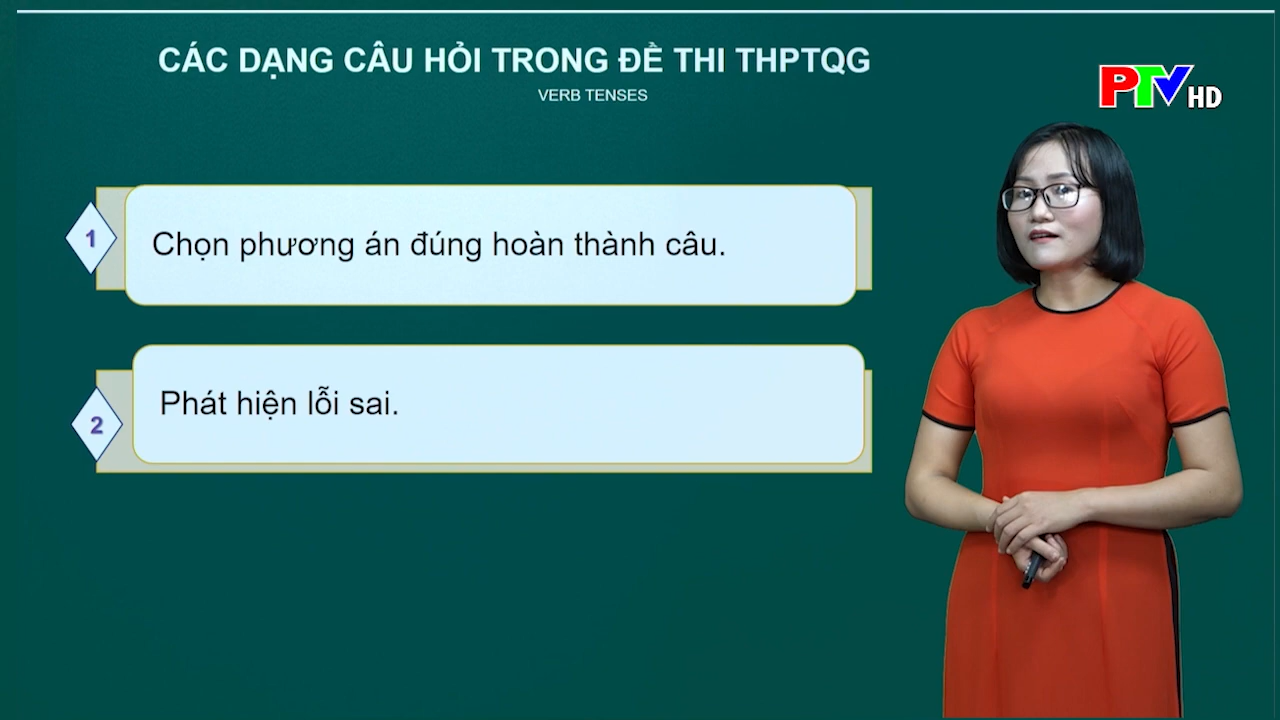 CÁC DẠNG CÂU HỎI TRONG ĐỀ THI THPTQG
VERB TENSES
PTV HD
1
Chọn phương án đúng hoàn thành câu.
2
Phát hiện lỗi sai.